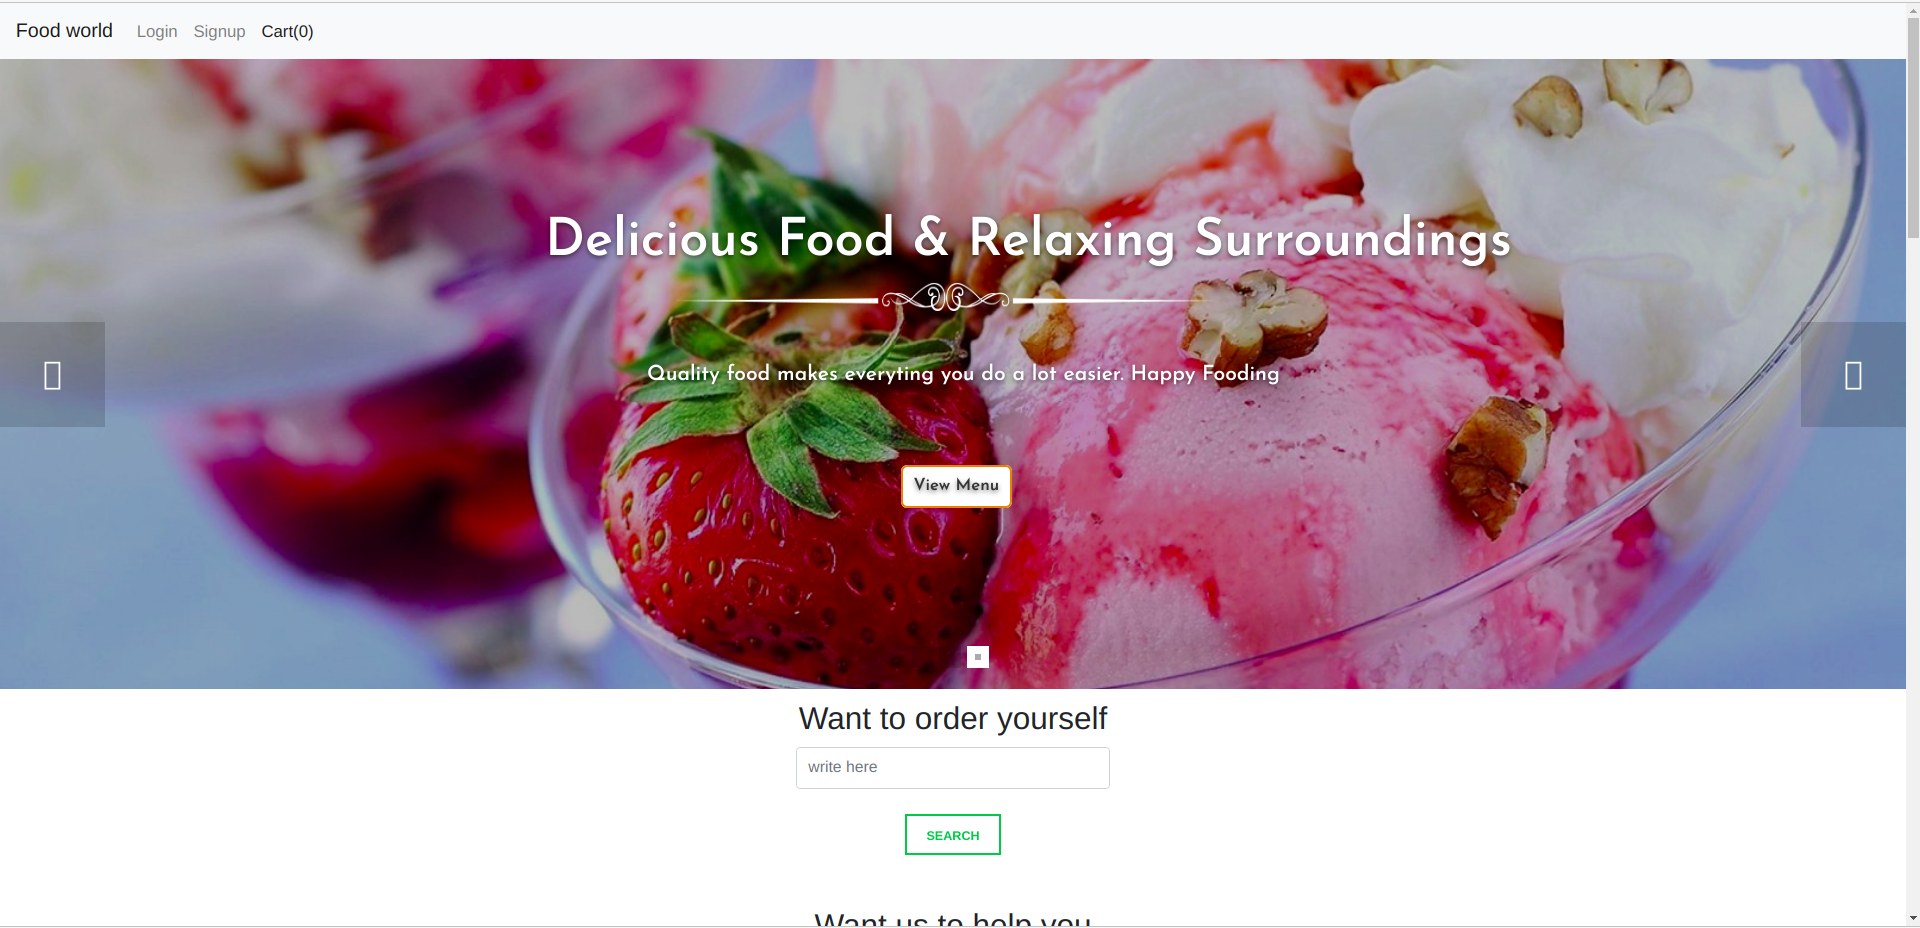 Food world Login Signup Cart(0)
Delicious Food & Relaxing Surroundings
Quality food makes everyting you do a lot easier. Happy Fooding
View Menu
Want to order yourself
write here
SEARCH
Want us to help you